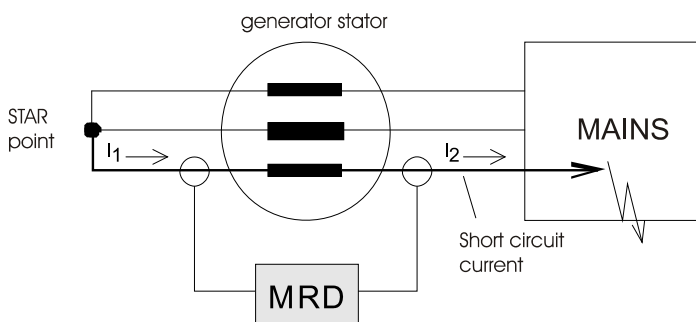 generator stator
STAR
point
I1
I2
MAINS
Short circuit
current
MRD